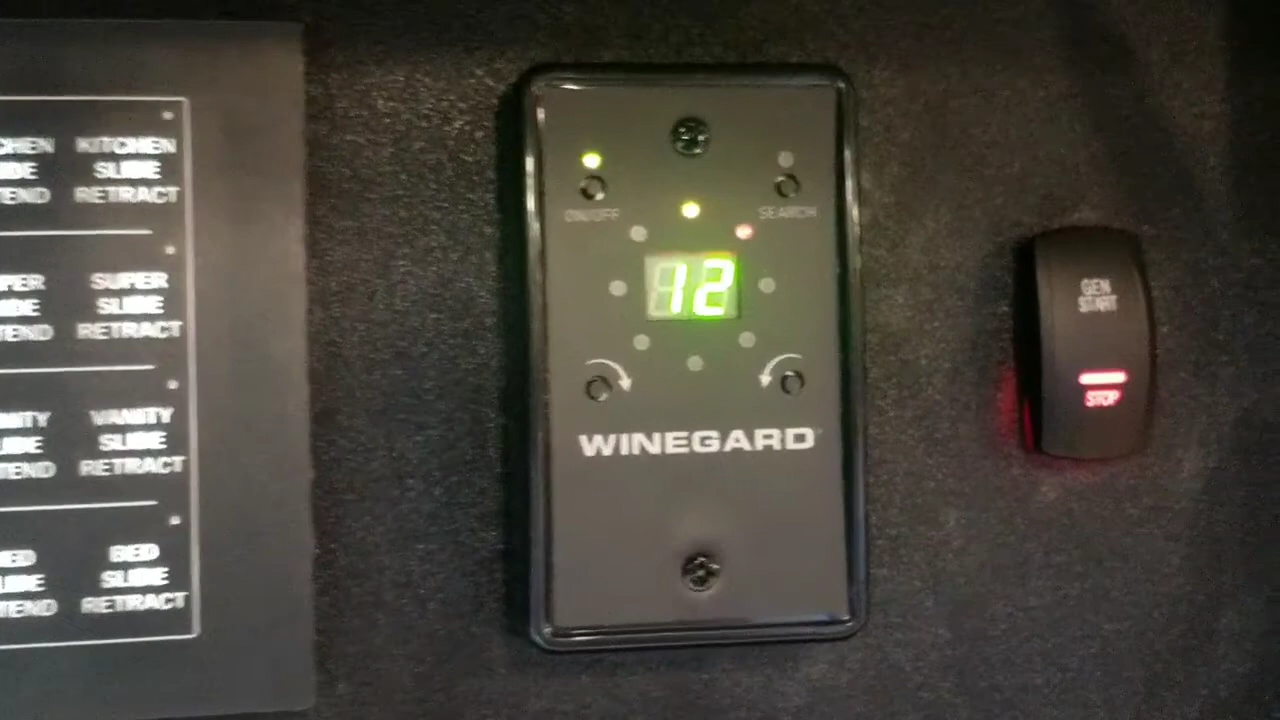 KITCHEN
SLIDE
RETRACT
SUPER
SLIDE
RETRACT
VANITY
SLIDE
RETRACT
BED
SLIDE
RETRACT
ON/OFF
SEARCH
12
WINEGARD
GEN
START
STOP